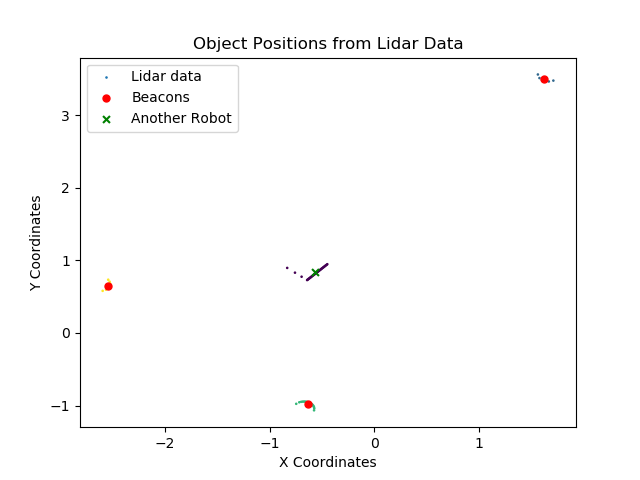 Object Positions from Lidar Data
Lidar data
Beacons
Another Robot
Y Coordinates
3
2
1
0
−1
−2
−1
0
1
X Coordinates